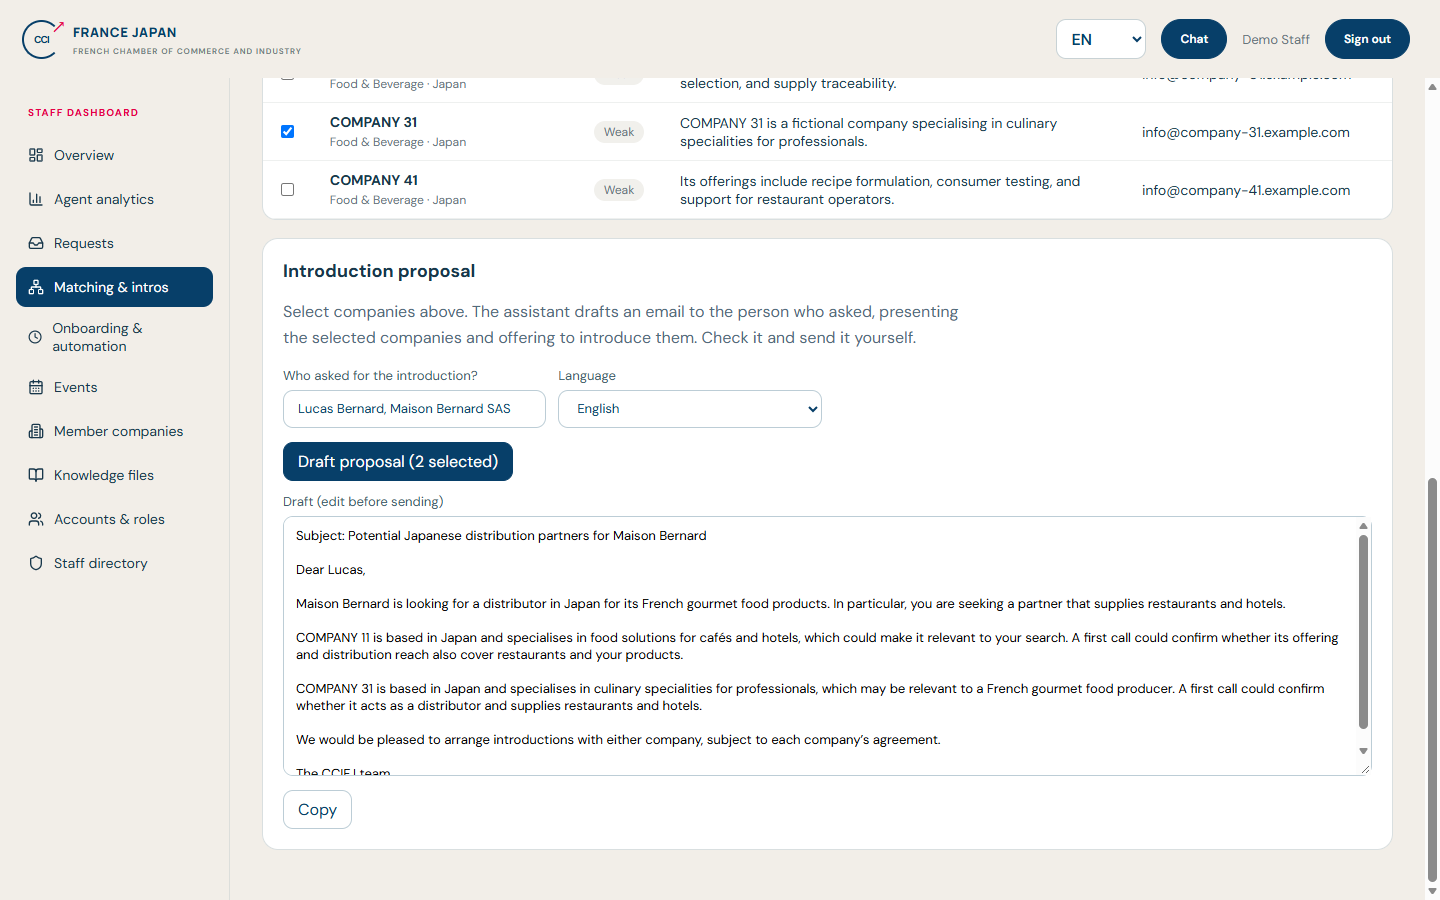 CCI
FRANCE JAPAN
FRENCH CHAMBER OF COMMERCE AND INDUSTRY
EN
Chat
Demo Staff
Sign out
STAFF DASHBOARD
Overview
Agent analytics
Requests
Matching & intros
Onboarding &
automation
Events
Member companies
Knowledge files
Accounts & roles
Staff directory
Food & Beverage · Japan
selection, and supply traceability.
COMPANY 31
Food & Beverage · Japan
Weak
COMPANY 31 is a fictional company specialising in culinary
specialities for professionals.
info@company-31.example.com
COMPANY 41
Food & Beverage · Japan
Weak
Its offerings include recipe formulation, consumer testing, and
support for restaurant operators.
info@company-41.example.com
Introduction proposal
Select companies above. The assistant drafts an email to the person who asked, presenting
the selected companies and offering to introduce them. Check it and send it yourself.
Who asked for the introduction?
Language
Lucas Bernard, Maison Bernard SAS
English
Draft proposal (2 selected)
Draft (edit before sending)
Subject: Potential Japanese distribution partners for Maison Bernard
Dear Lucas,
Maison Bernard is looking for a distributor in Japan for its French gourmet food products. In particular, you are seeking a partner that supplies restaurants and hotels.
COMPANY 11 is based in Japan and specialises in food solutions for cafés and hotels, which could make it relevant to your search. A first call could confirm whether its offering
and distribution reach also cover restaurants and your products.
COMPANY 31 is based in Japan and specialises in culinary specialities for professionals, which may be relevant to a French gourmet food producer. A first call could confirm
whether it acts as a distributor and supplies restaurants and hotels.
We would be pleased to arrange introductions with either company, subject to each company's agreement.
The CCIFJ team
Copy